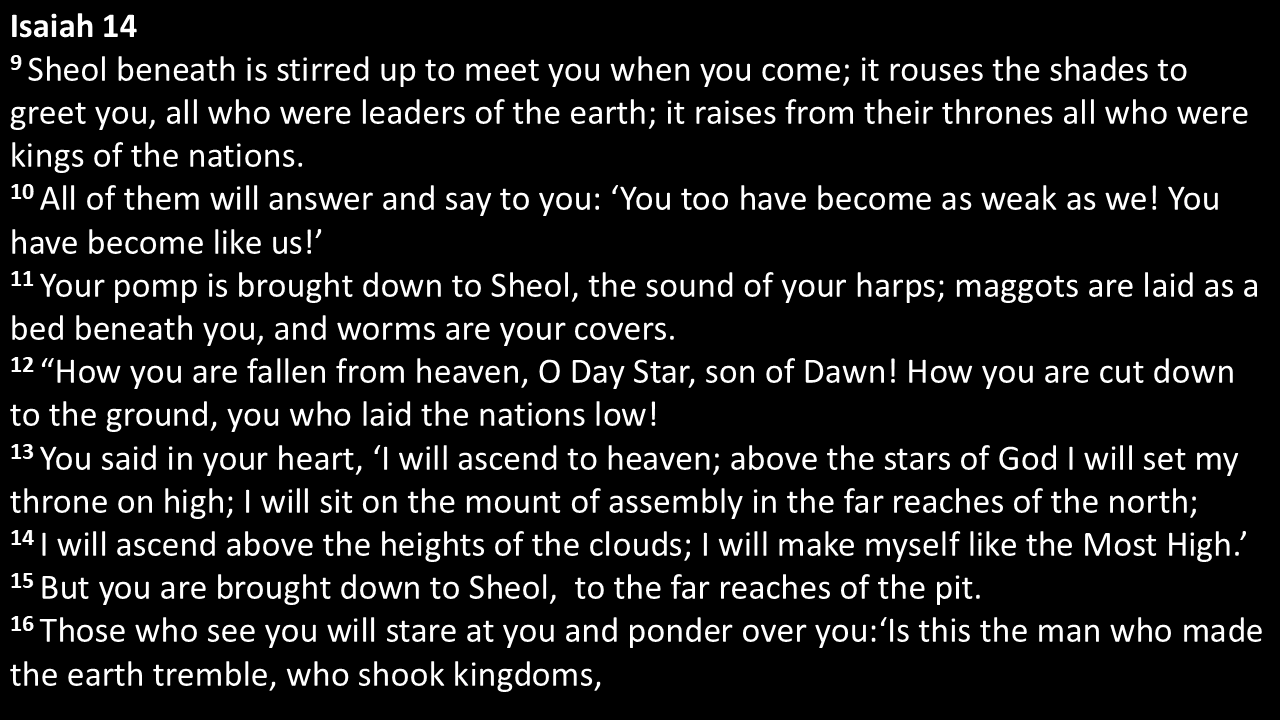 Isaiah 14
9 Sheol beneath is stirred up to meet you when you come; it rouses the shades to
greet you, all who were leaders of the earth; it raises from their thrones all who were
kings of the nations.
10 All of them will answer and say to you: ‘You too have become as weak as we! You
have become like us!’
11 Your pomp is brought down to Sheol, the sound of your harps; maggots are laid as a
bed beneath you, and worms are your covers.
12 “How you are fallen from heaven, O Day Star, son of Dawn! How you are cut down
to the ground, you who laid the nations low!
13 You said in your heart, ‘I will ascend to heaven; above the stars of God I will set my
throne on high; I will sit on the mount of assembly in the far reaches of the north;
14 I will ascend above the heights of the clouds; I will make myself like the Most High.’
15 But you are brought down to Sheol,  to the far reaches of the pit.
16 Those who see you will stare at you and ponder over you:‘Is this the man who made
the earth tremble, who shook kingdoms,